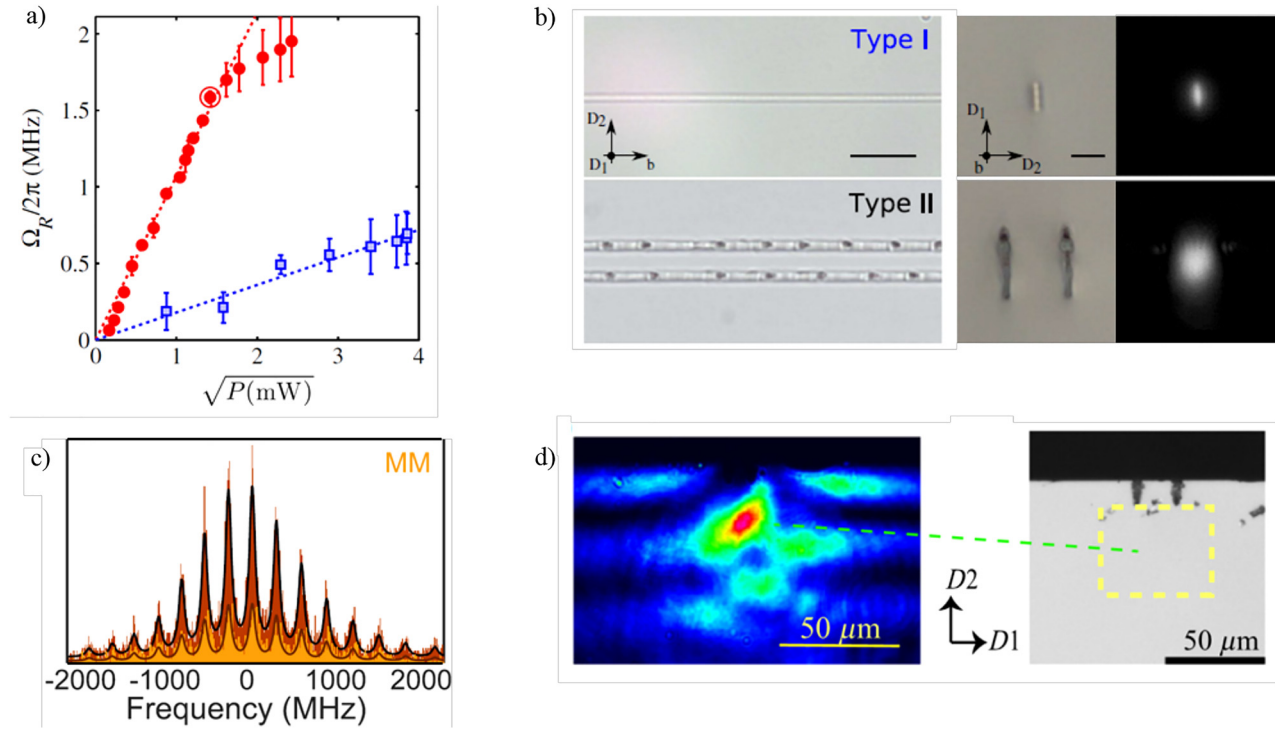 a)
2
1.5
1
0.5
0
Ω_R/2π (MHz)
0 1 2 3 4
√P(mW)
b)
Type I
D₂
D₁ b
D₁
b D₂
Type II
c)
MM
-2000 -1000 0 1000 2000
Frequency (MHz)
d)
50 μm
D2
D1
50 μm